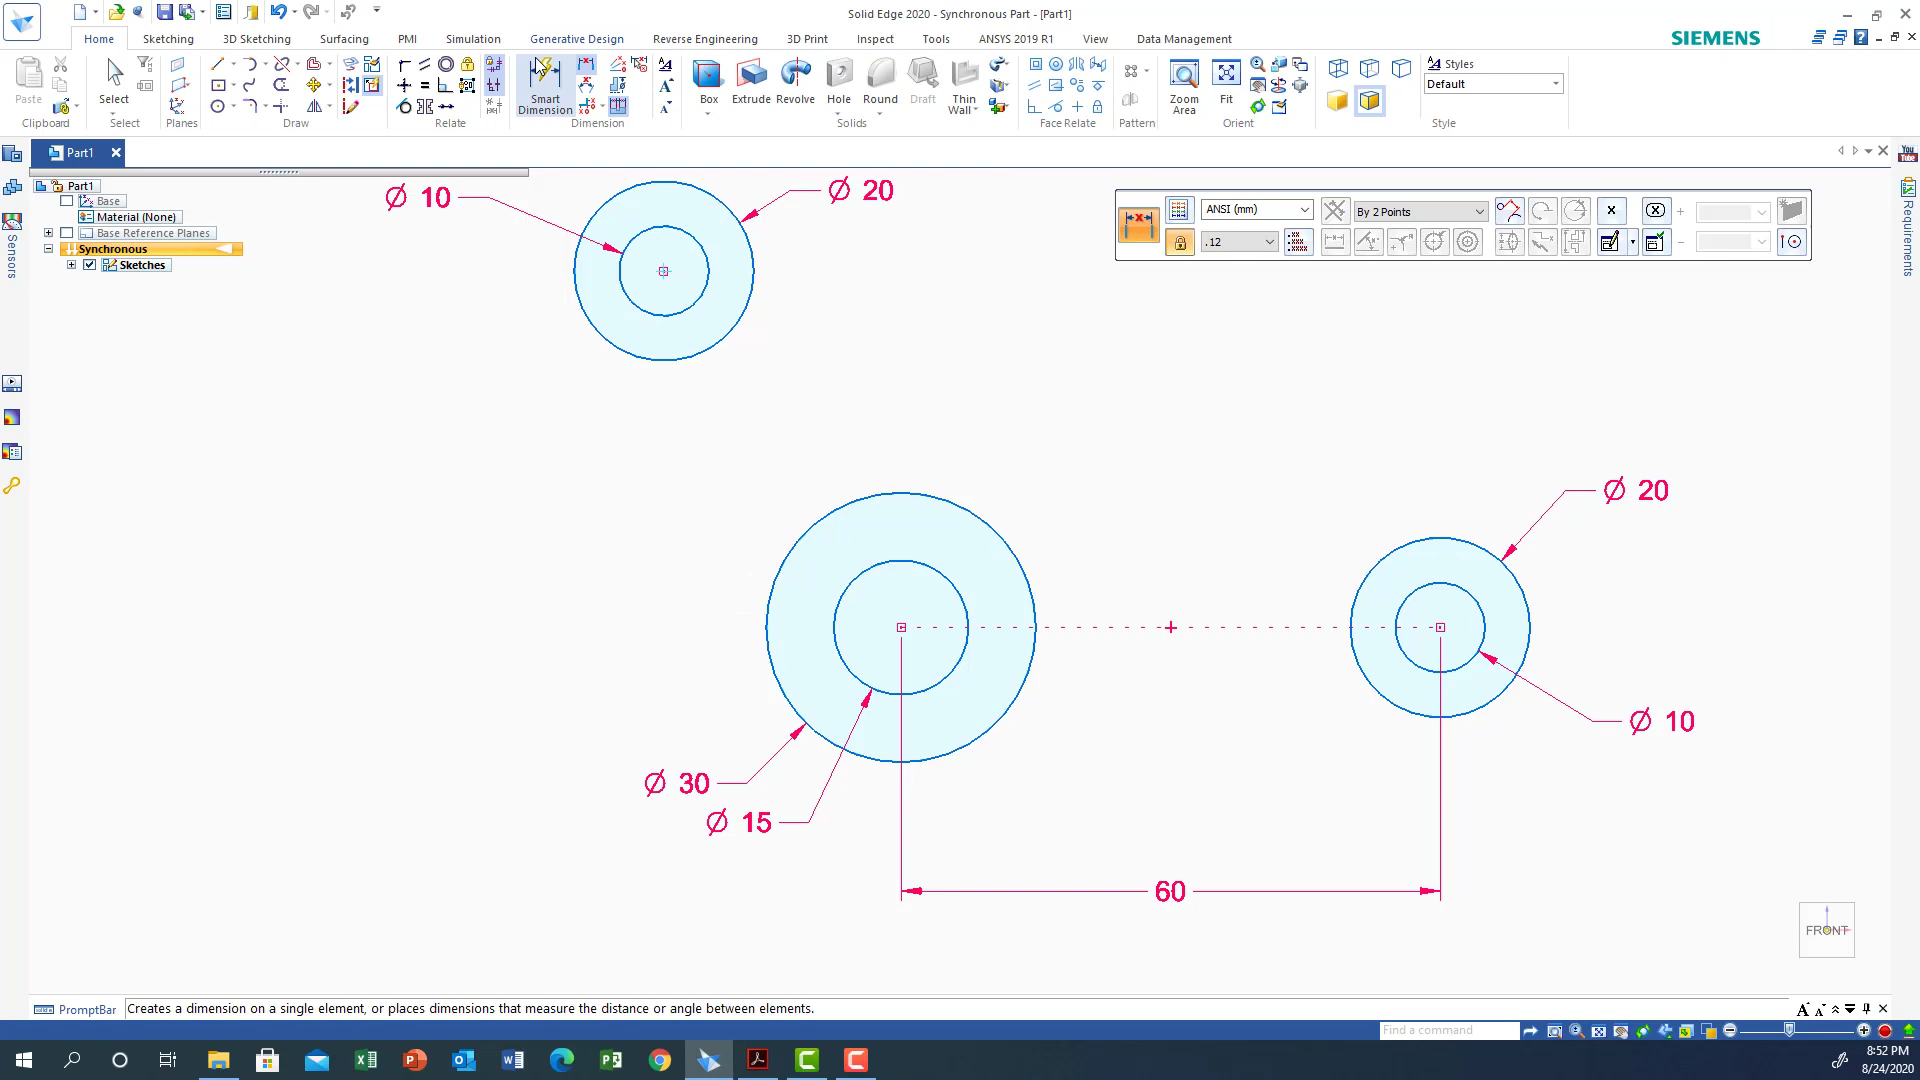 Solid Edge 2020 - Synchronous Part - [Part1]
Home Sketching 3D Sketching Surfacing PMI Simulation Generative Design Reverse Engineering 3D Print Inspect Tools ANSYS 2019 R1 View Data Management
SIEMENS
Paste
Clipboard
Select
Select
Planes
Draw
Relate
Smart
Dimension
Dimension
Box
Extrude
Revolve
Hole
Round
Draft
Thin
Wall
Solids
Face Relate
Pattern
Zoom
Area
Fit
Orient
Styles
Default
Style
Part1
Part1
Base
Material (None)
Base Reference Planes
Synchronous
Sketches
Sensors
You
Tube
Requirements
ANSI (mm)
By 2 Points
.12
Ø 10
Ø 20
Ø 20
Ø 10
Ø 30
Ø 15
60
FRONT
PromptBar
Creates a dimension on a single element, or places dimensions that measure the distance or angle between elements.
Find a command
8:52 PM
8/24/2020